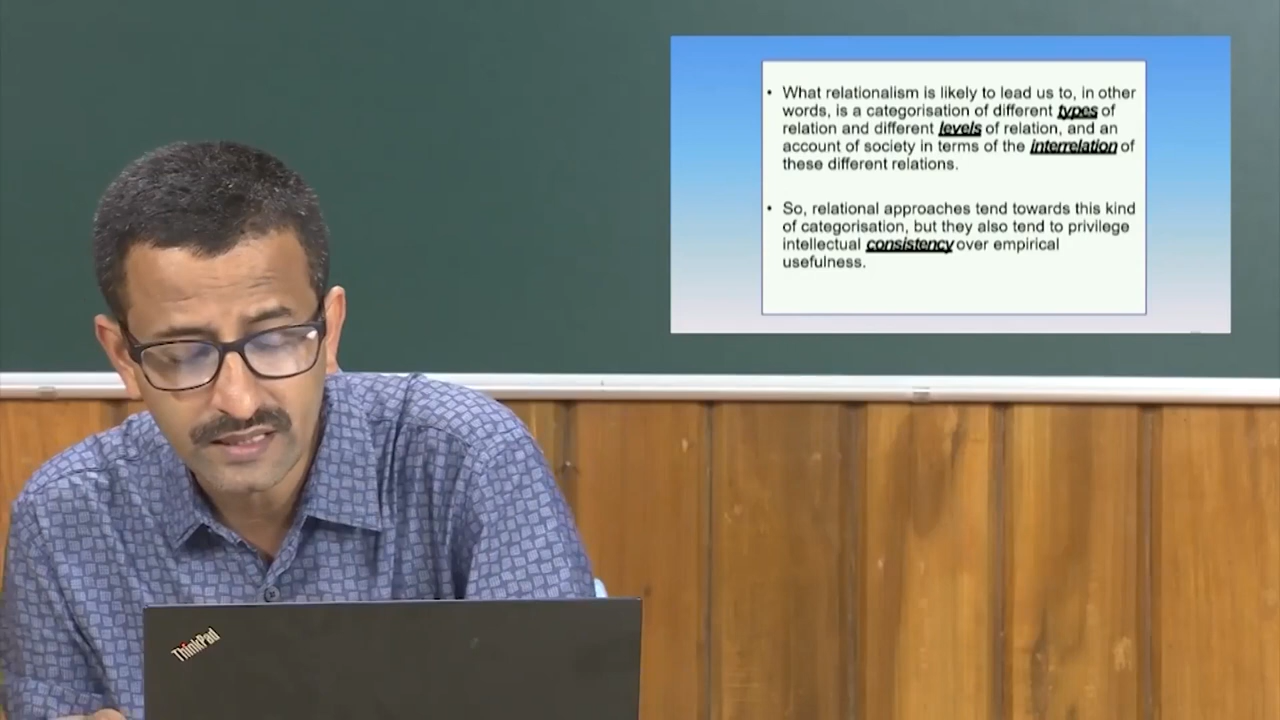 • What relationalism is likely to lead us to, in other
words, is a categorisation of different types of
relation and different levels of relation, and an
account of society in terms of the interrelation of
these different relations.
• So, relational approaches tend towards this kind
of categorisation, but they also tend to privilege
intellectual consistency over empirical
usefulness.
ThinkPad